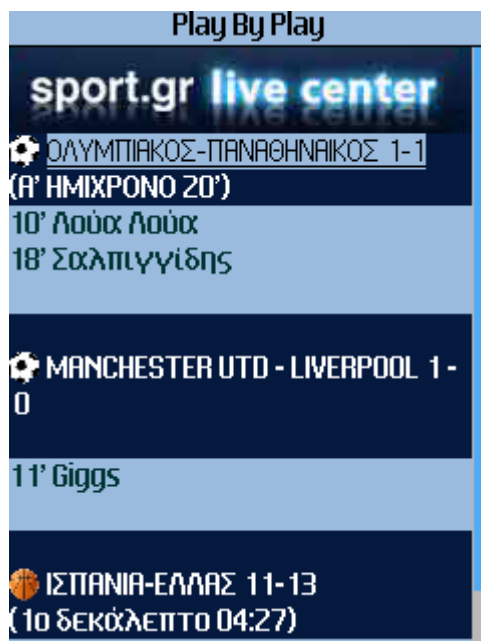 Play By Play
sport.gr live center
ΟΛΥΜΠΙΑΚΟΣ-ΠΑΝΑΘΗΝΑΙΚΟΣ 1-1
(Α' ΗΜΙΧΡΟΝΟ 20')
10' Λούα Λούα
18' Σαλπιγγίδης
MANCHESTER UTD - LIVERPOOL 1 -
0
11' Giggs
ΙΣΠΑΝΙΑ-ΕΛΛΑΣ 11-13
(1ο δεκάλεπτο 04:27)